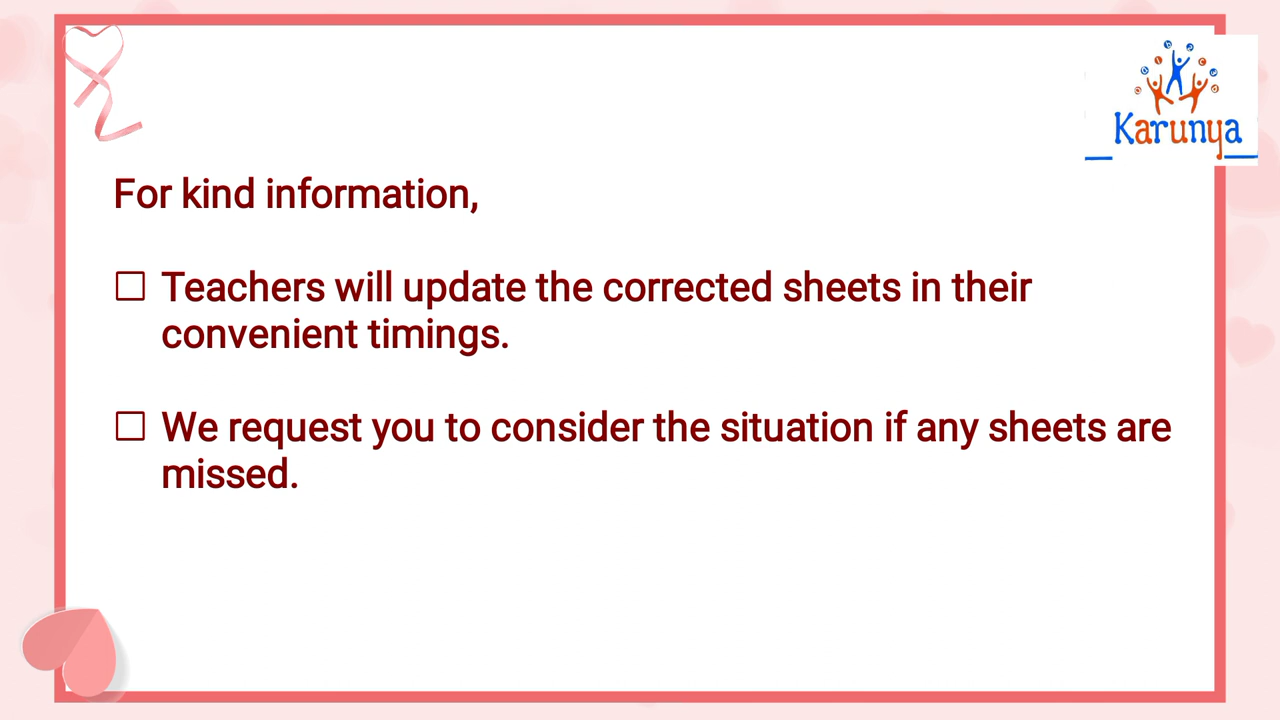 Karunya
For kind information,
☐ Teachers will update the corrected sheets in their
convenient timings.
☐ We request you to consider the situation if any sheets are
missed.